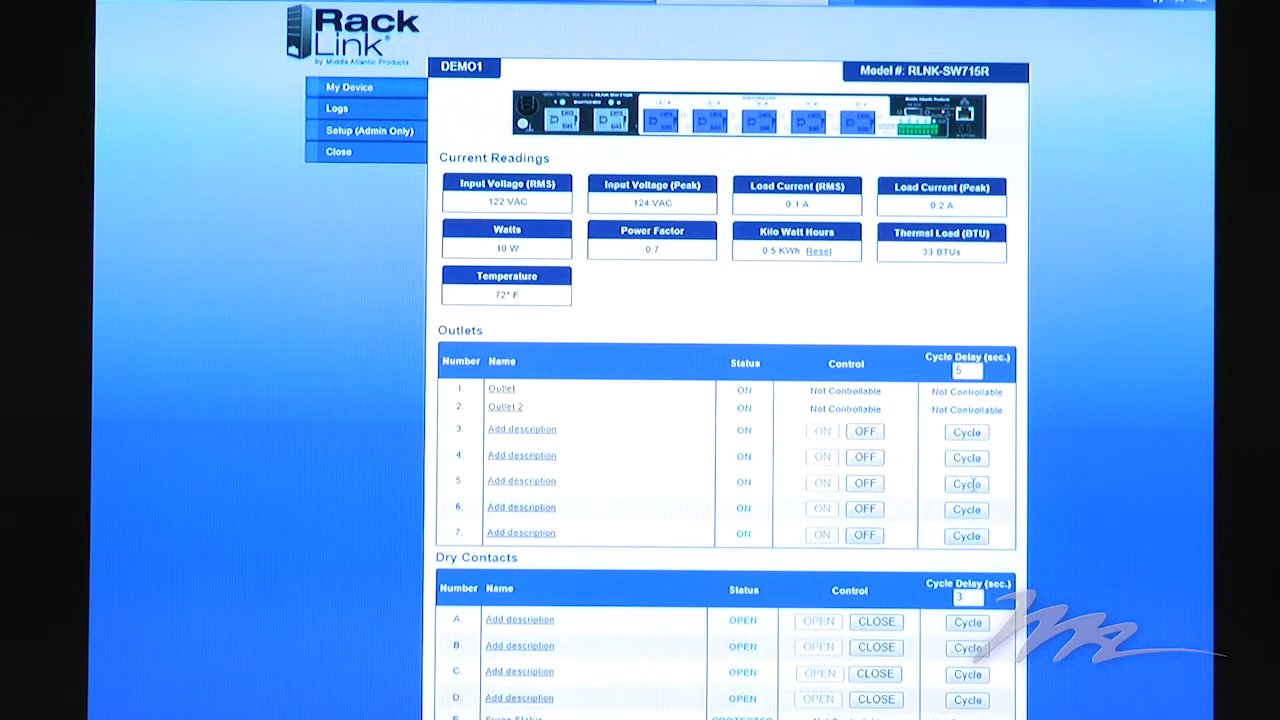 Rack
Link®
by Middle Atlantic Products
DEMO1
Model #: RLNK-SW715R
My Device
Logs
Setup (Admin Only)
Close
Current Readings
Input Voltage (RMS) Input Voltage (Peak) Load Current (RMS) Load Current (Peak)
122 VAC 124 VAC 0.1 A 0.2 A
Watts Power Factor Kilo Watt Hours Thermal Load (BTU)
10 W 0.7 0.5 KWh Reset 33 BTUs
Temperature
72° F
Outlets
Number Name Status Control Cycle Delay (sec.)
5
1. Outlet ON Not Controllable Not Controllable
2. Outlet 2 ON Not Controllable Not Controllable
3. Add description ON ON OFF Cycle
4. Add description ON ON OFF Cycle
5 Add description ON ON OFF Cycle
6. Add description ON ON OFF Cycle
7. Add description ON ON OFF Cycle
Dry Contacts
Number Name Status Control Cycle Delay (sec.)
3
A. Add description OPEN OPEN CLOSE Cycle
B Add description OPEN OPEN CLOSE Cycle
C. Add description OPEN OPEN CLOSE Cycle
D. Add description OPEN OPEN CLOSE Cycle